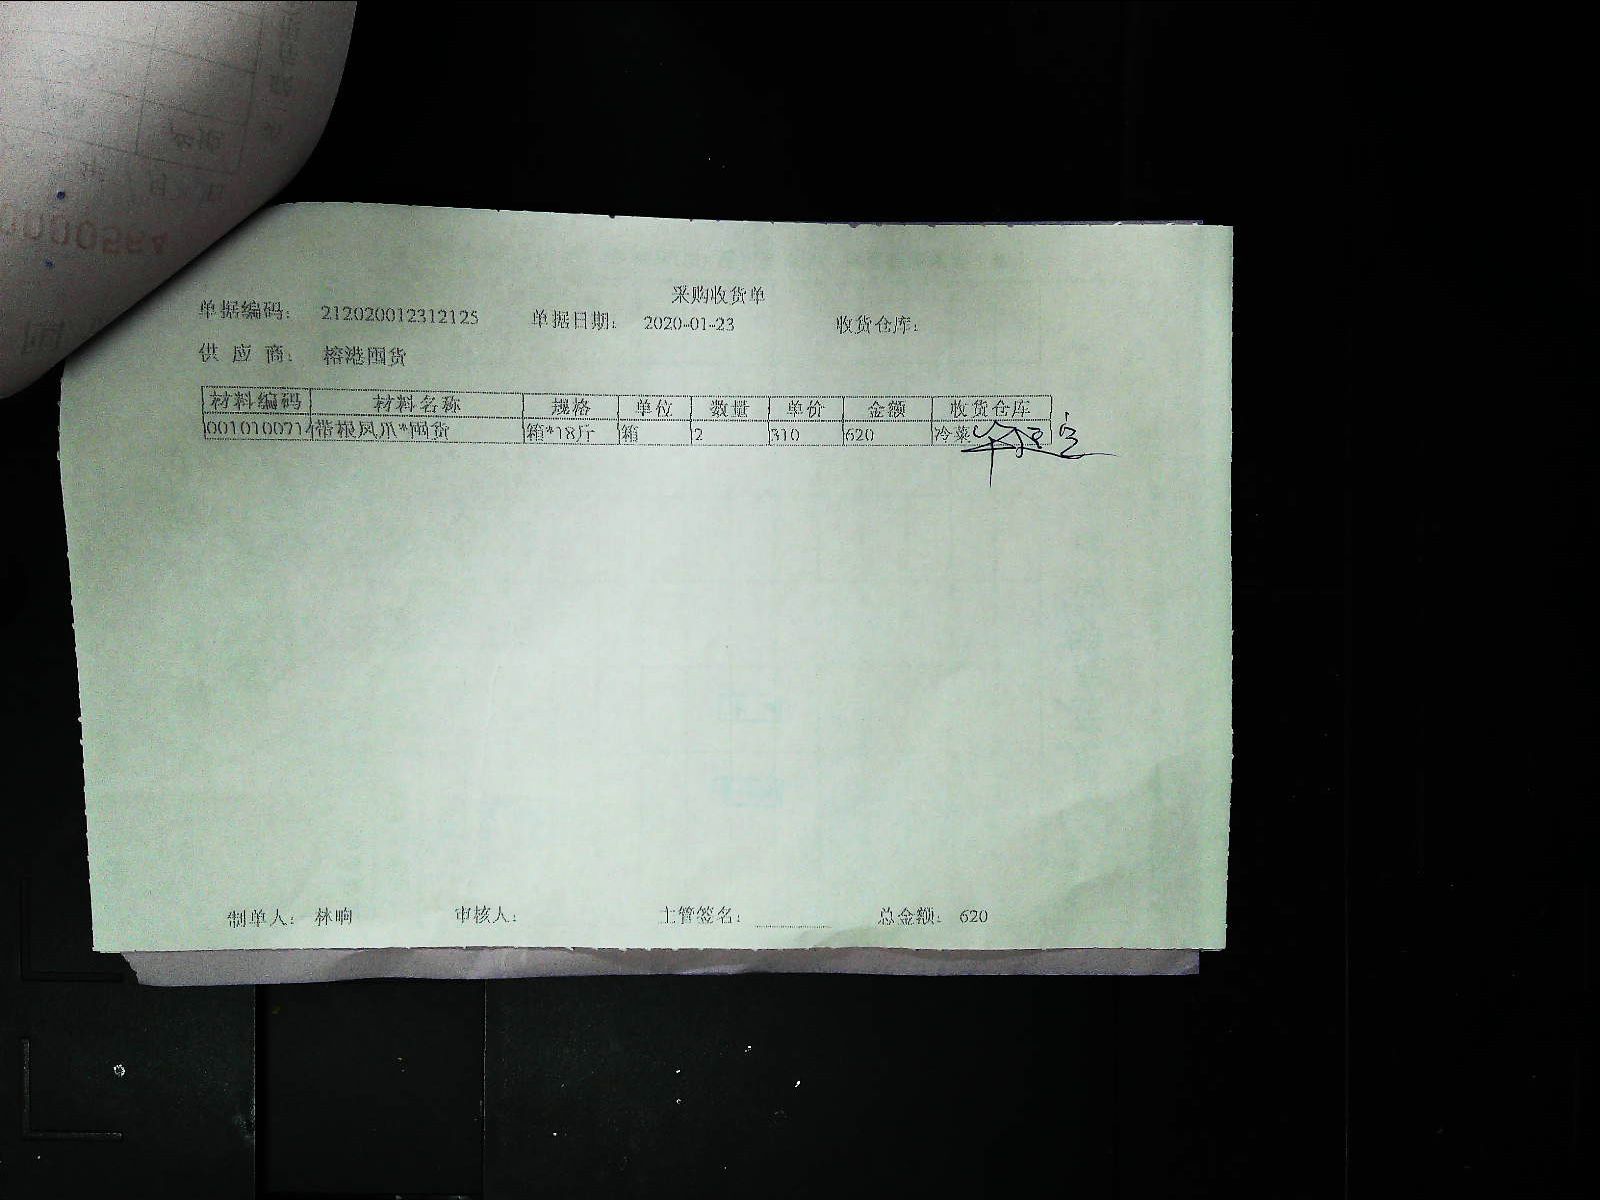 采购收货单
单据编码: 212020012312125 单据日期: 2020-01-23 收货仓库:
供应商: 榕港囤货
材料编码 材料名称 规格 单位 数量 单价 金额 收货仓库
0010100714 带根凤爪*囤货 箱*18斤 箱 2 310 620 冷菜
制单人: 林晌 审核人: 主管签名: 总金额: 620